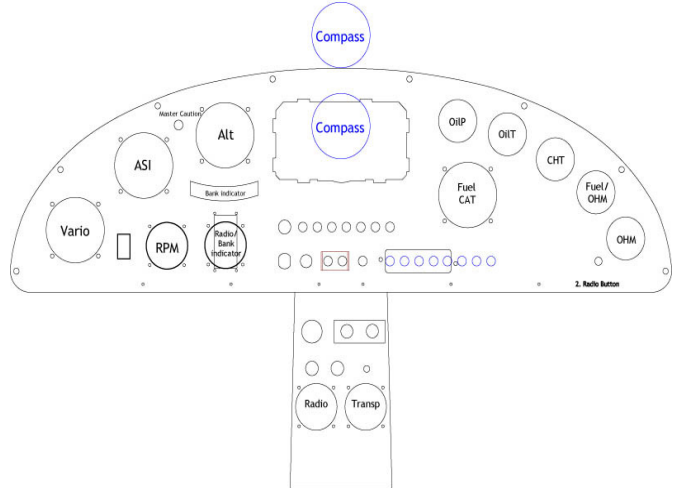 Compass
Master Caution
Alt
Compass
OilP
OilT
ASI
CHT
Bank indicator
Fuel
CAT
Fuel/
OHM
Vario
RPM
Radio/
Bank
indicator
OHM
2. Radio Button
Radio
Transp